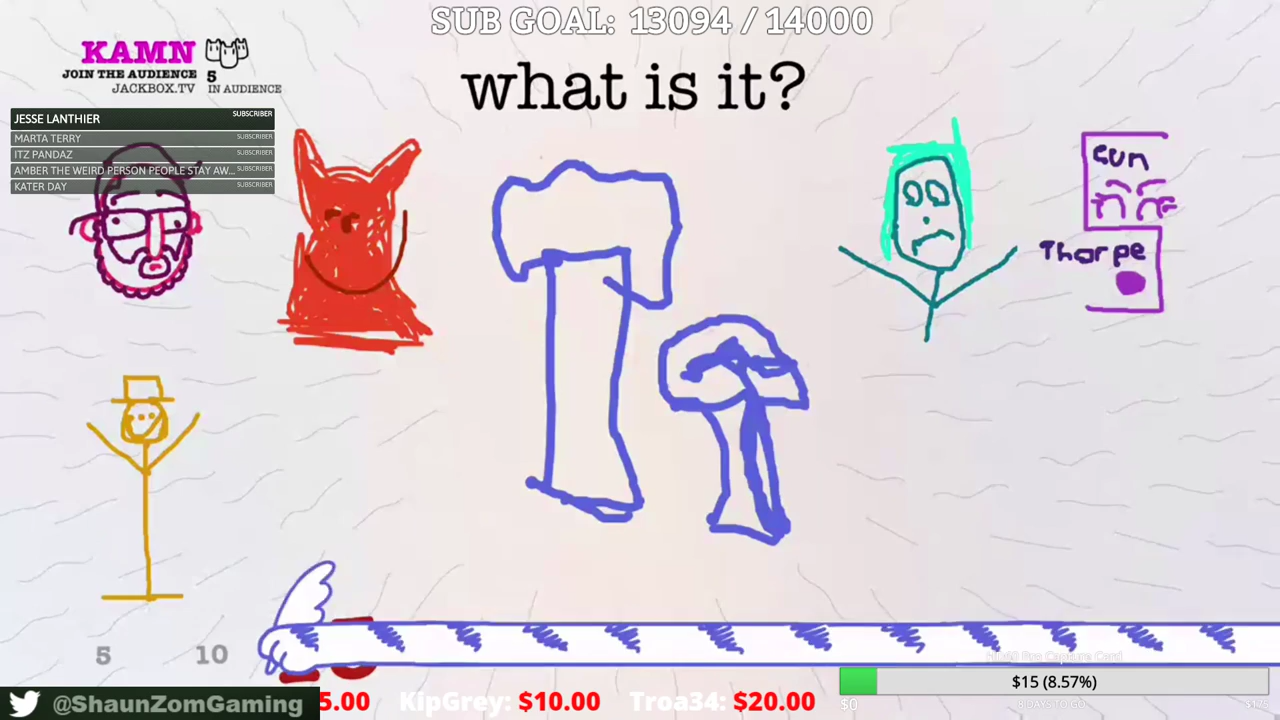 SUB GOAL: 13094 / 14000
KAMN
JOIN THE AUDIENCE 5
JACKBOX.TV IN AUDIENCE
what is it?
JESSE LANTHIER SUBSCRIBER
MARTA TERRY SUBSCRIBER
ITZ PANDAZ SUBSCRIBER
AMBER THE WEIRD PERSON PEOPLE STAY AW... SUBSCRIBER
KATER DAY SUBSCRIBER
cun
Thorpe
5 10
$15 (8.57%)
$0
@ShaunZomGaming 5.00 KipGrey: $10.00 Troa34: $20.00